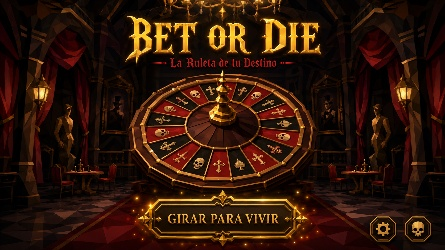 BET OR DIE
La Ruleta de tu Destino
GIRAR PARA VIVIR